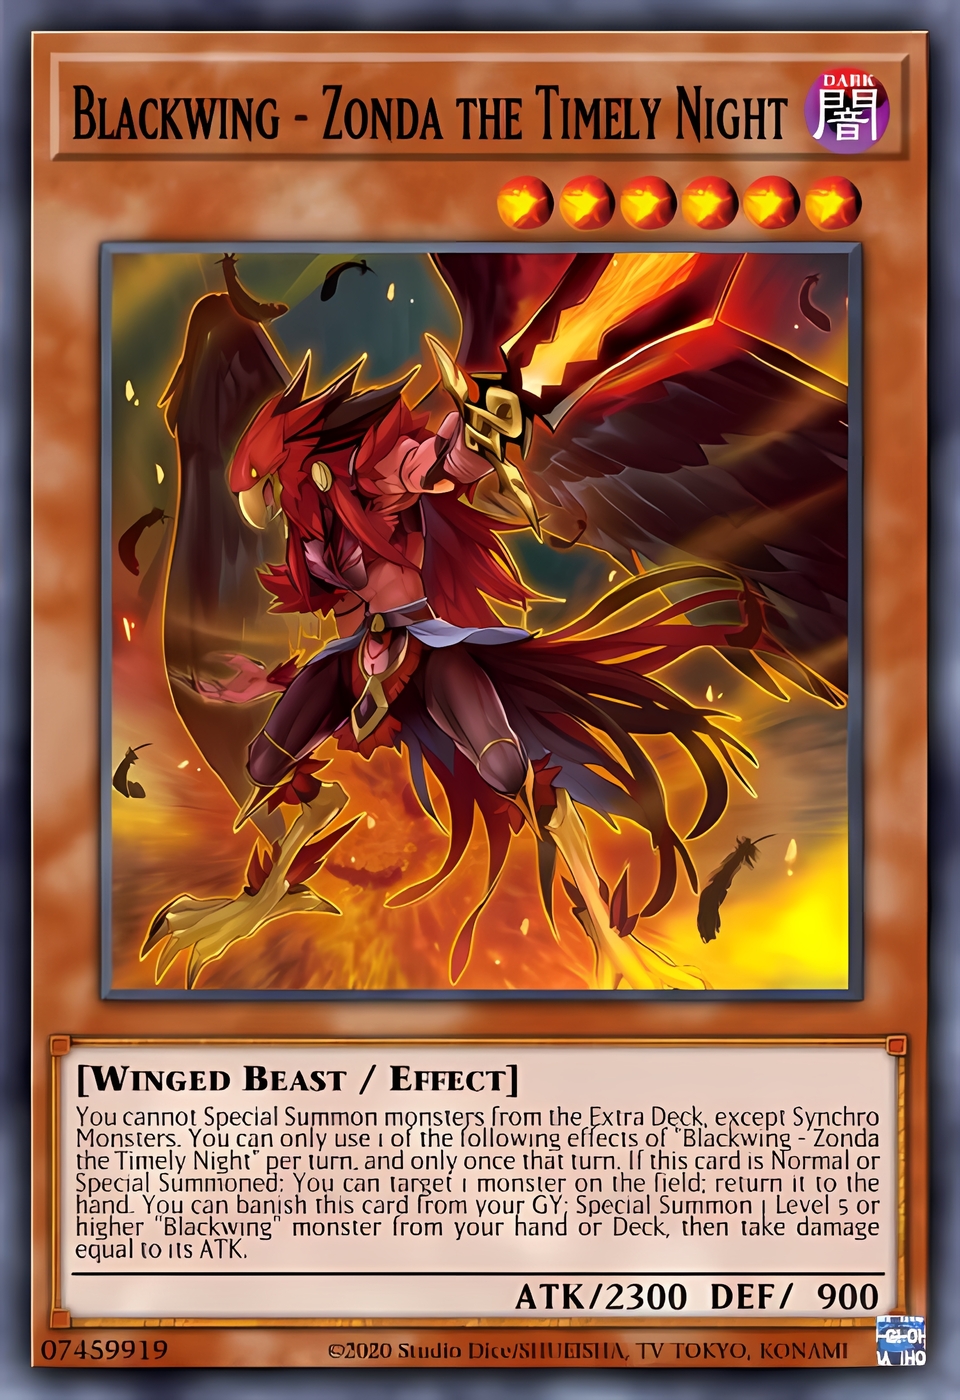 Blackwing - Zonda the Timely Night
DARK
闇
[Winged Beast / Effect]
You cannot Special Summon monsters from the Extra Deck, except Synchro
Monsters. You can only use 1 of the following effects of "Blackwing - Zonda
the Timely Night" per turn, and only once that turn. If this card is Normal or
Special Summoned: You can target 1 monster on the field; return it to the
hand. You can banish this card from your GY; Special Summon 1 Level 5 or
higher "Blackwing" monster from your hand or Deck, then take damage
equal to its ATK.
ATK/2300 DEF/ 900
07459919
©2020 Studio Dice/SHUEISHA, TV TOKYO, KONAMI